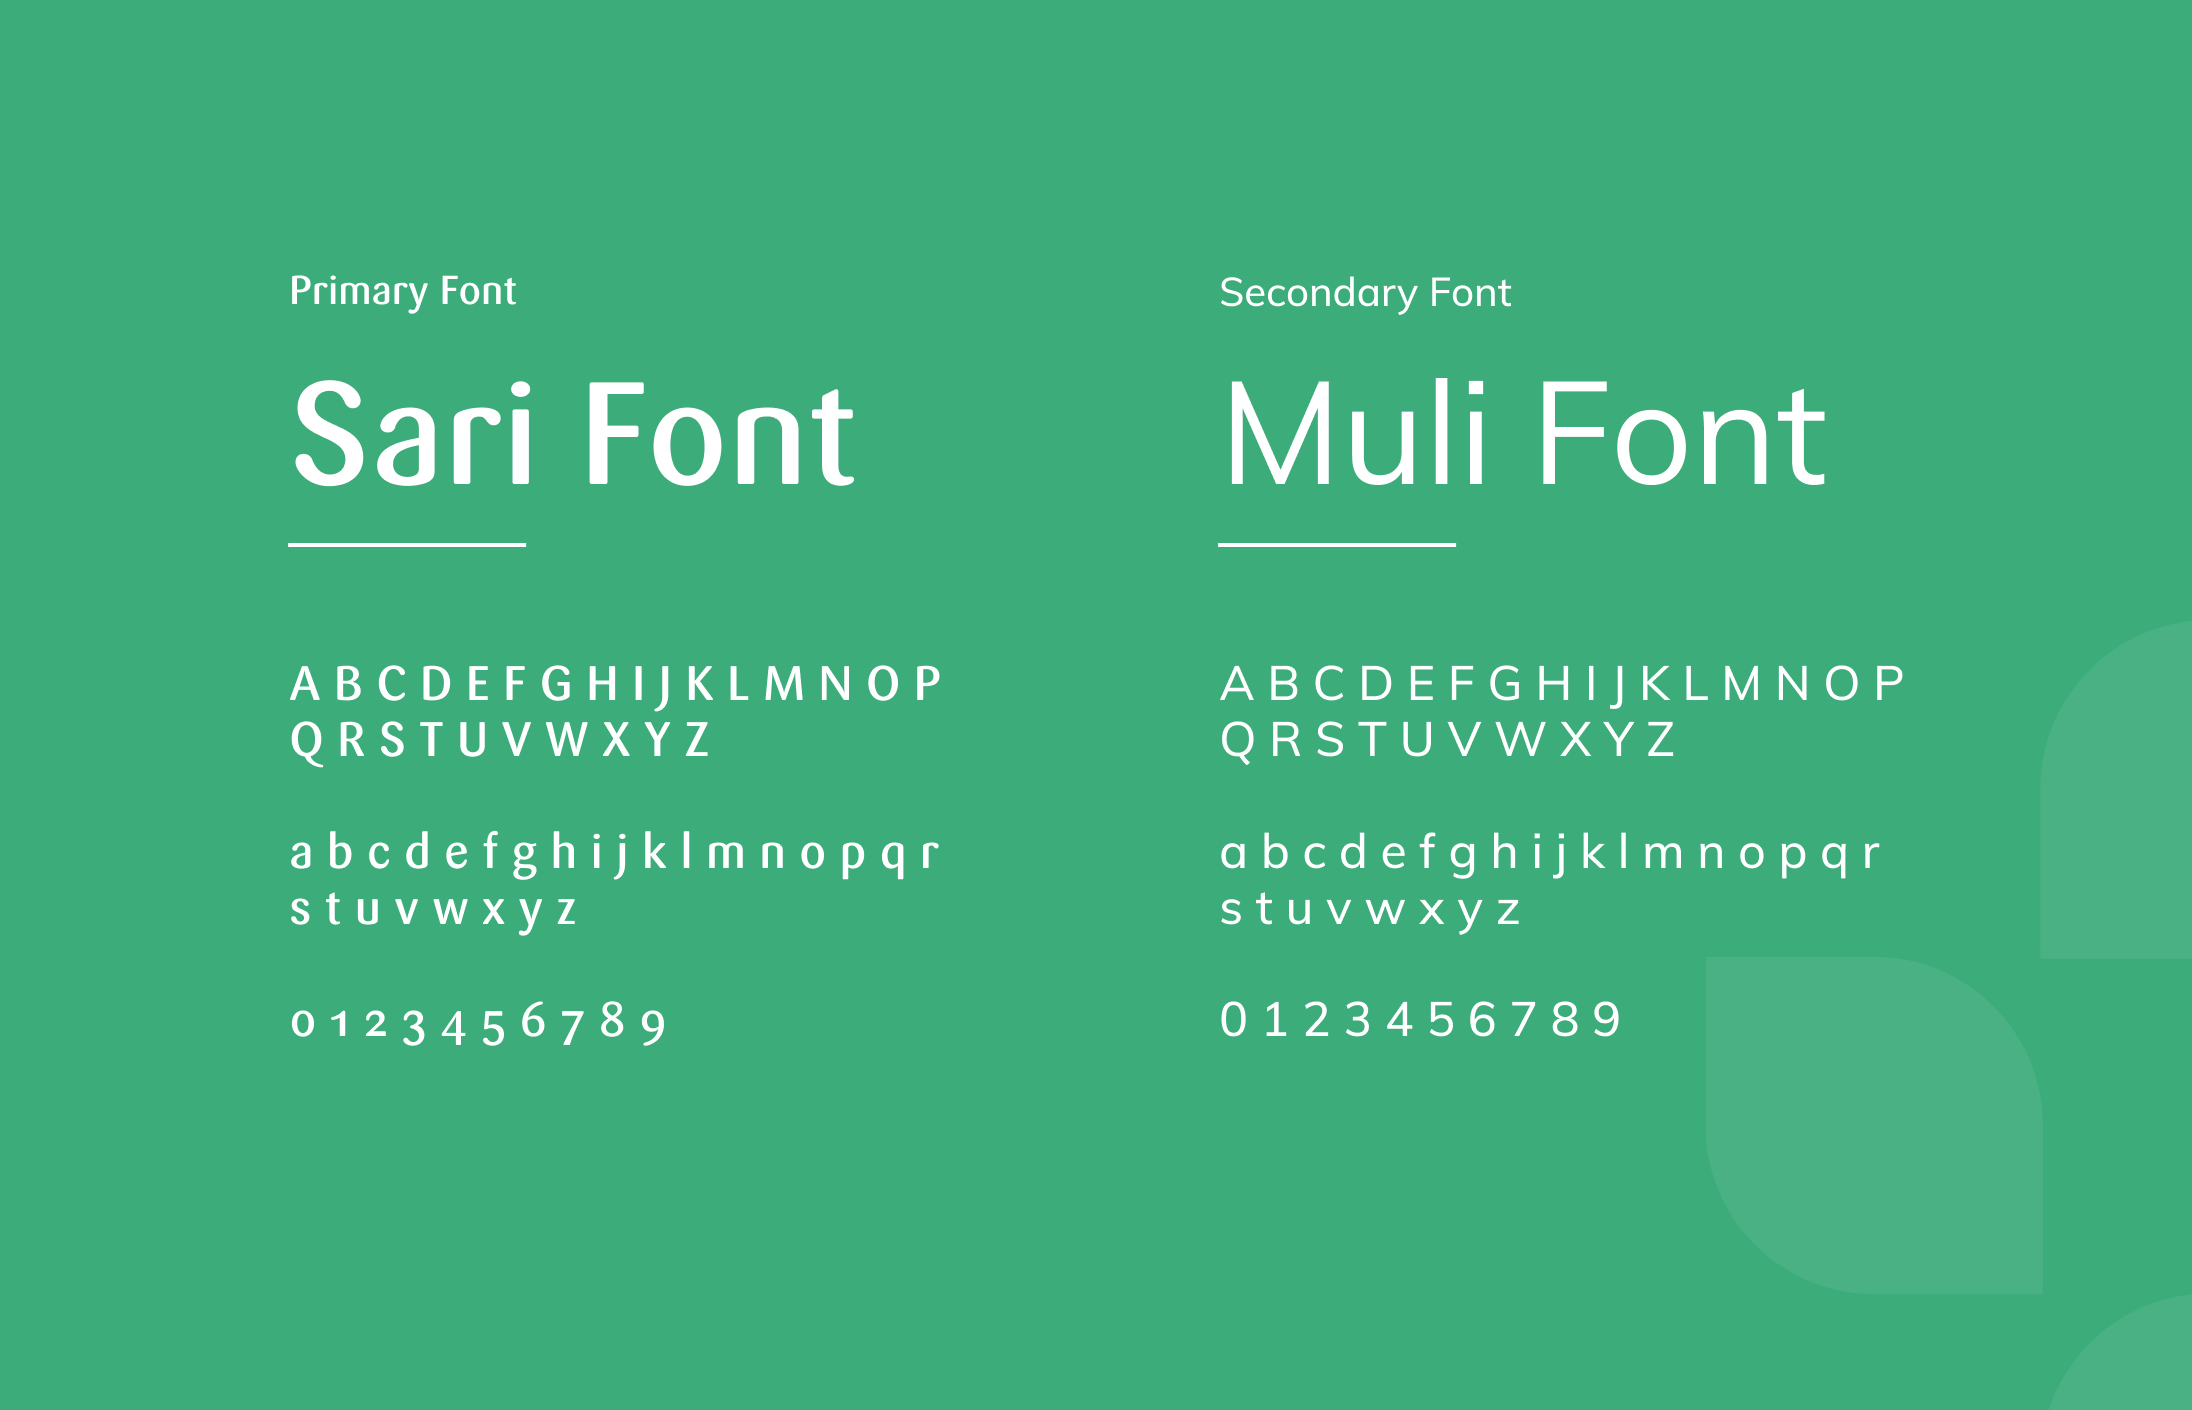 Primary Font
Sari Font
A B C D E F G H I J K L M N O P
Q R S T U V W X Y Z
a b c d e f g h i j k l m n o p q r
s t u v w x y z
0 1 2 3 4 5 6 7 8 9
Secondary Font
Muli Font
A B C D E F G H I J K L M N O P
Q R S T U V W X Y Z
a b c d e f g h i j k l m n o p q r
s t u v w x y z
0 1 2 3 4 5 6 7 8 9